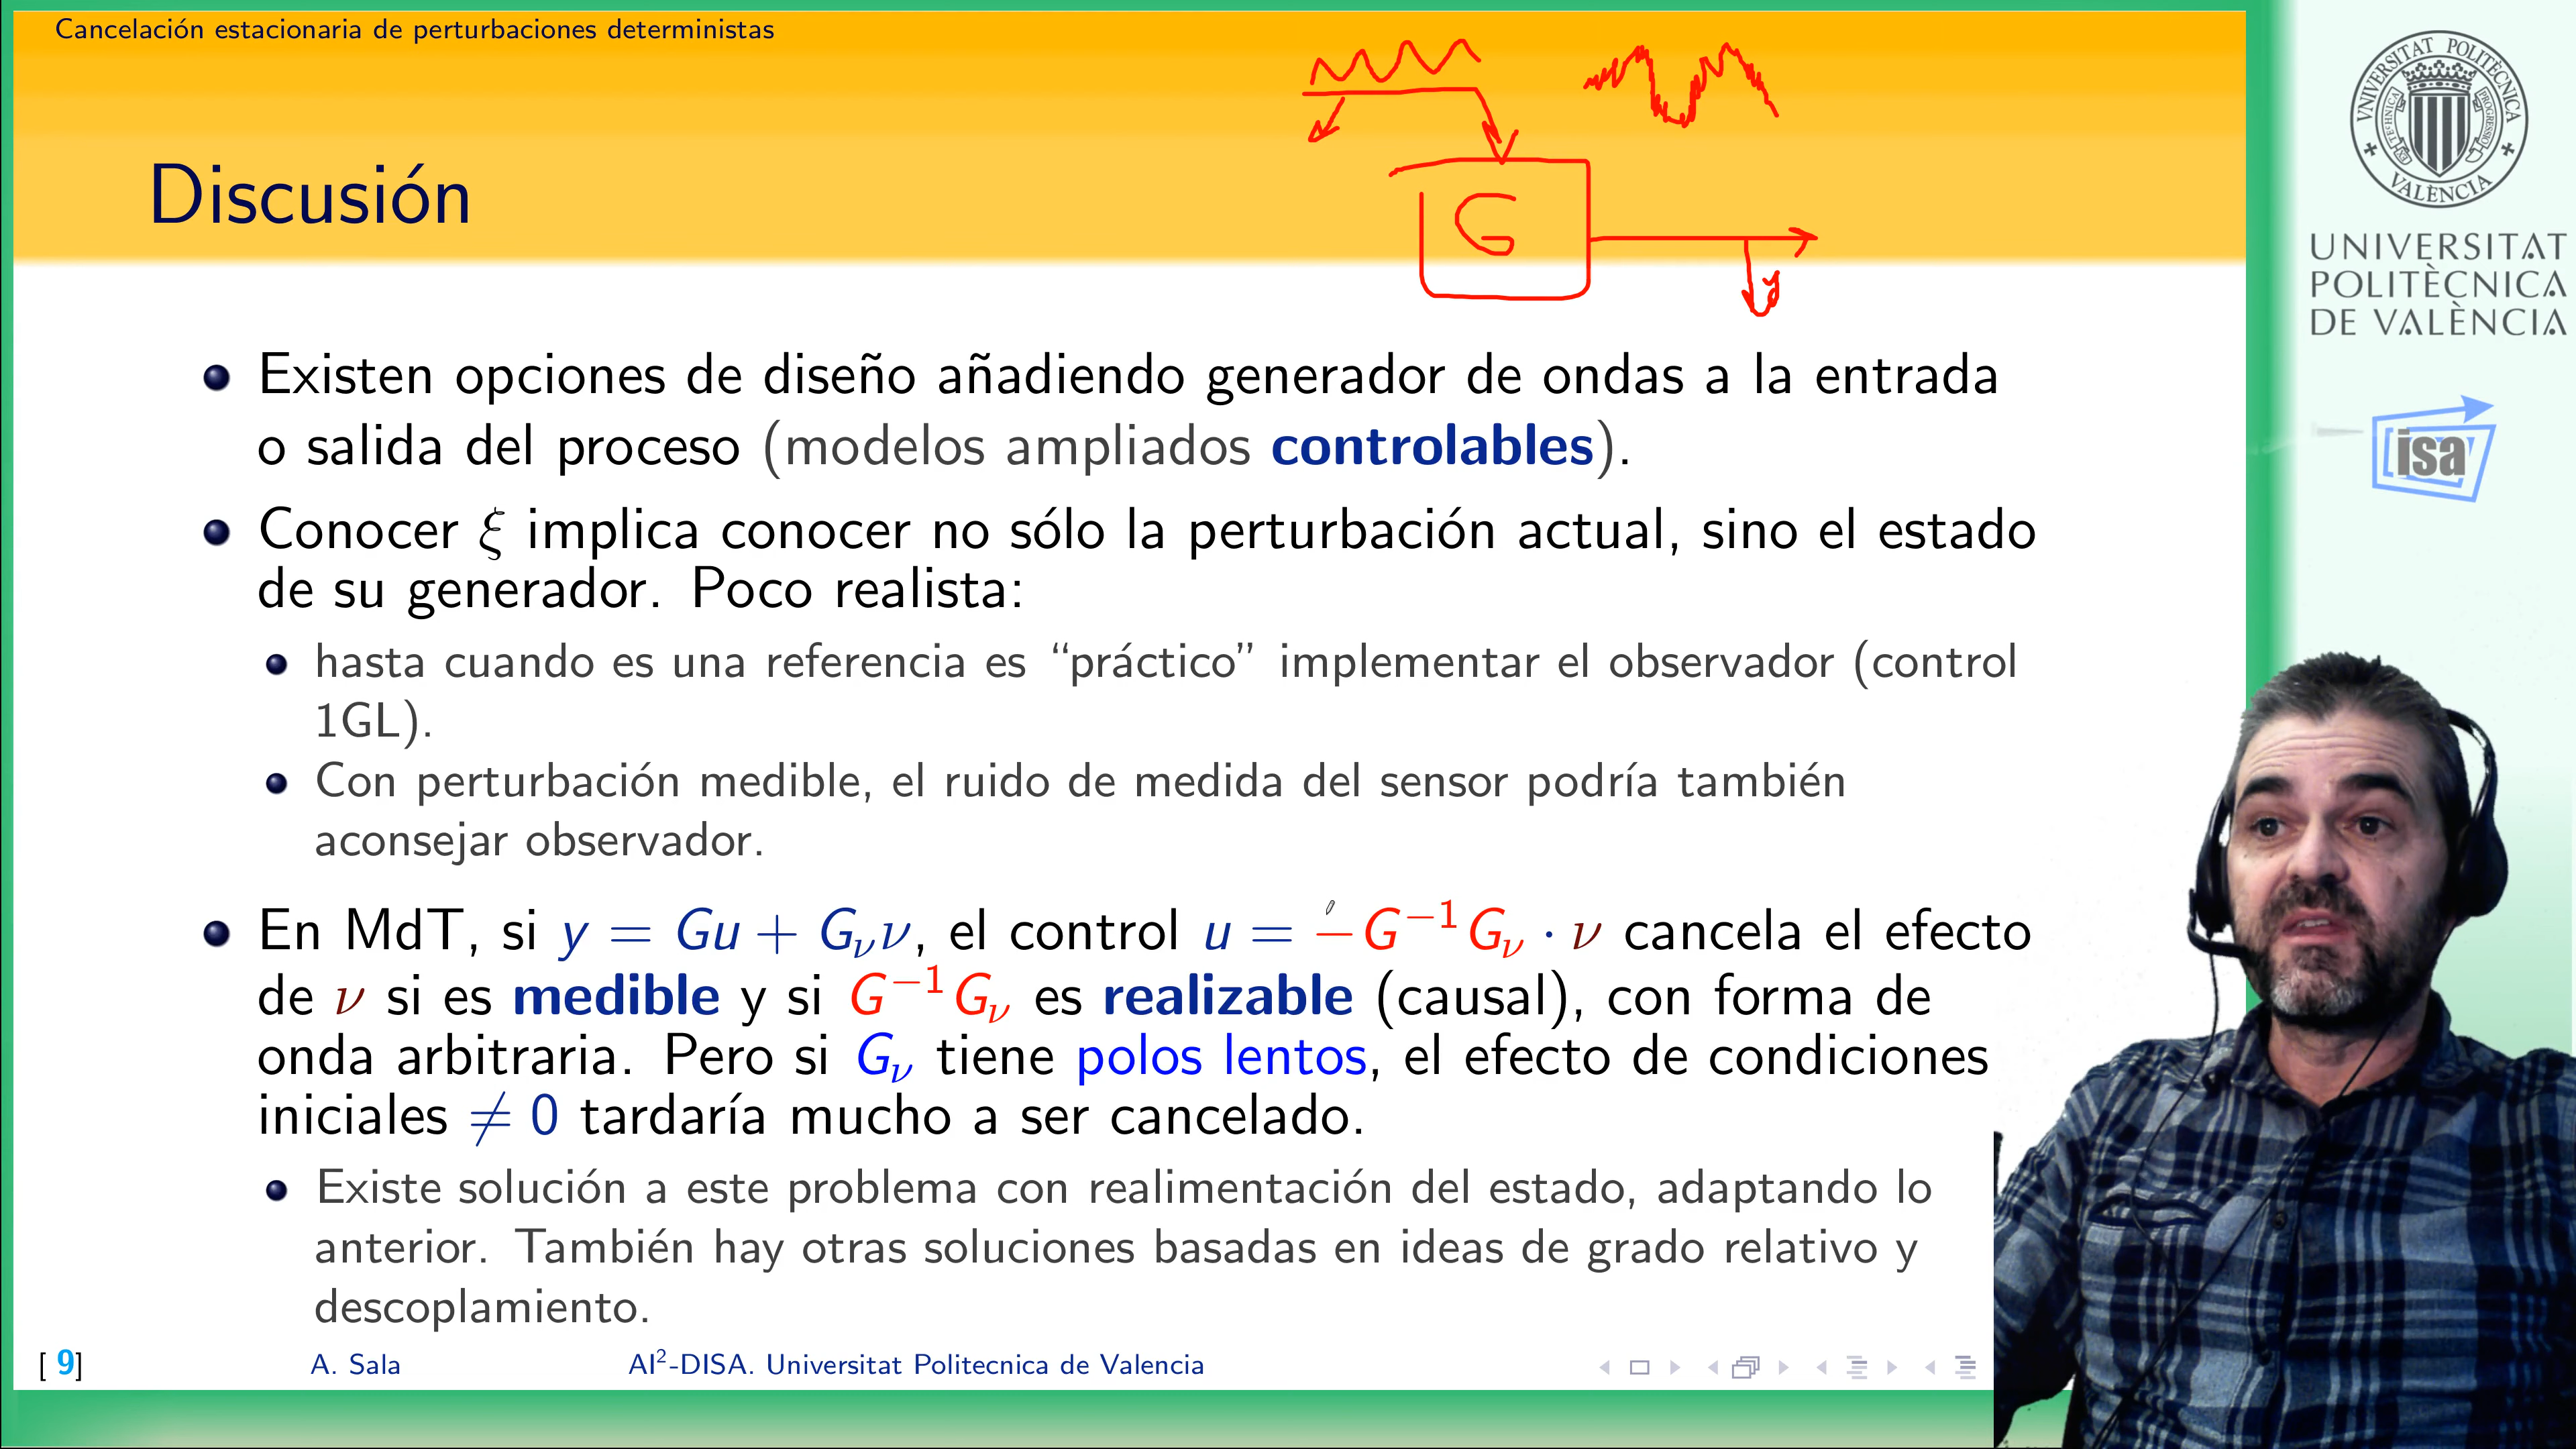 Cancelación estacionaria de perturbaciones deterministas
Discusión
G
y
Existen opciones de diseño añadiendo generador de ondas a la entrada
o salida del proceso (modelos ampliados controlables).
Conocer ξ implica conocer no sólo la perturbación actual, sino el estado
de su generador. Poco realista:
hasta cuando es una referencia es “práctico” implementar el observador (control
1GL).
Con perturbación medible, el ruido de medida del sensor podría también
aconsejar observador.
En MdT, si y = Gu + Gνν, el control u = −G⁻¹Gν · ν cancela el efecto
de ν si es medible y si G⁻¹Gν es realizable (causal), con forma de
onda arbitraria. Pero si Gν tiene polos lentos, el efecto de condiciones
iniciales ≠ 0 tardaría mucho a ser cancelado.
Existe solución a este problema con realimentación del estado, adaptando lo
anterior. También hay otras soluciones basadas en ideas de grado relativo y
descoplamiento.
[ 9]
A. Sala
AI²-DISA. Universitat Politecnica de Valencia
UNIVERSITAT POLITÈCNICA
VALÈNCIA
UNIVERSITAT
POLITÈCNICA
DE VALÈNCIA
isa